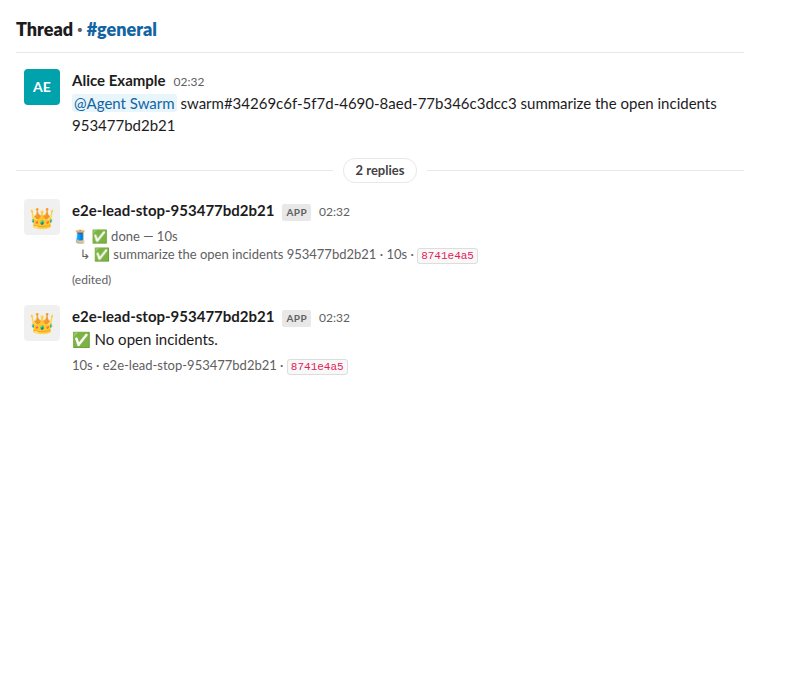 Thread • #general
AE
Alice Example 02:32
@Agent Swarm swarm#34269c6f-5f7d-4690-8aed-77b346c3dcc3 summarize the open incidents
953477bd2b21
2 replies
e2e-lead-stop-953477bd2b21 APP 02:32
🧵 ✅ done — 10s
↳ ✅ summarize the open incidents 953477bd2b21 · 10s · 8741e4a5
(edited)
e2e-lead-stop-953477bd2b21 APP 02:32
✅ No open incidents.
10s · e2e-lead-stop-953477bd2b21 · 8741e4a5